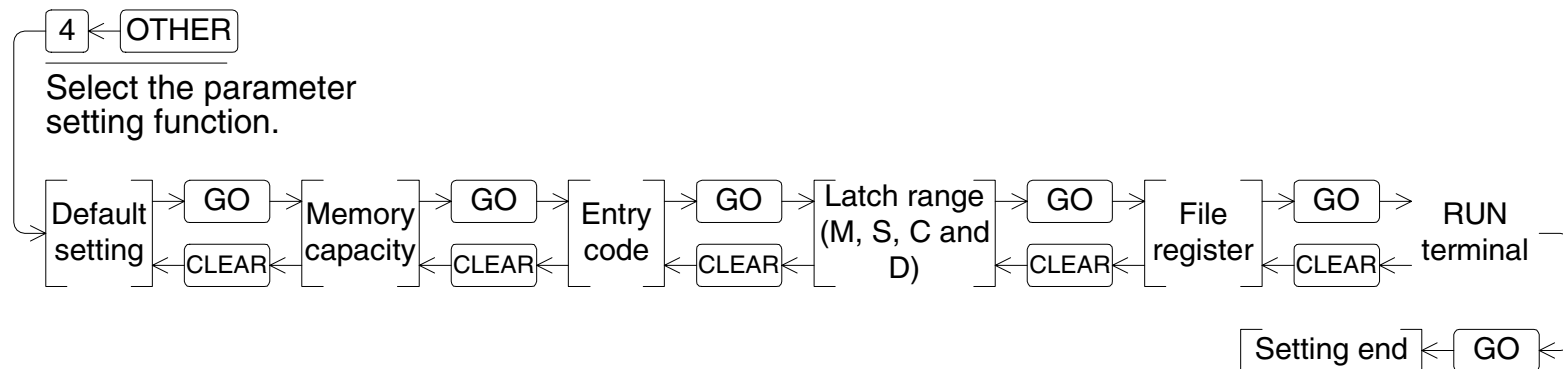 4 OTHER
Select the parameter
setting function.
Default
setting
GO
CLEAR
Memory
capacity
GO
CLEAR
Entry
code
GO
CLEAR
Latch range
(M, S, C and
D)
GO
CLEAR
File
register
GO
CLEAR
RUN
terminal
Setting end GO